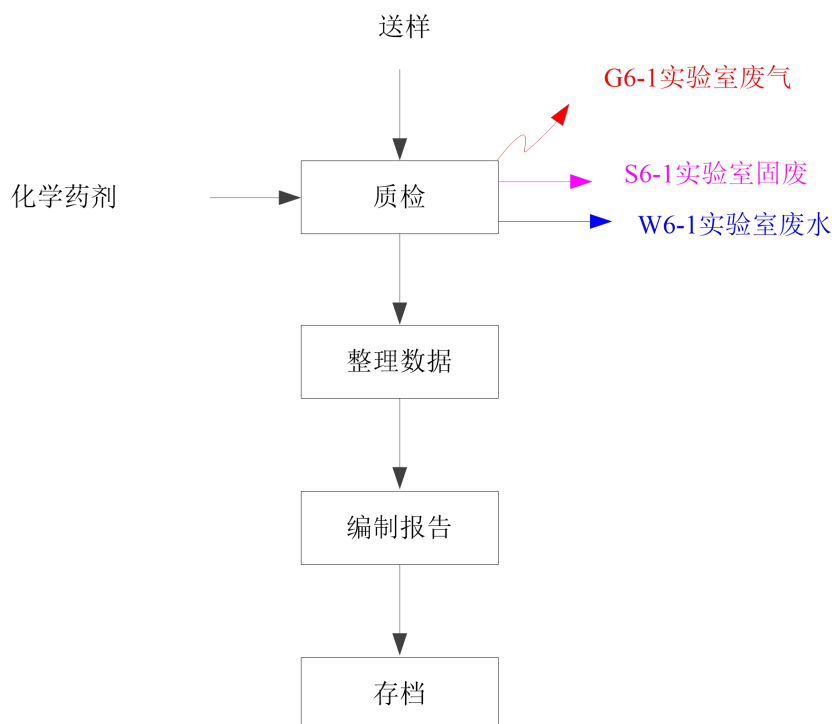 送样
G6-1实验室废气
S6-1实验室固废
化学药剂
质检
W6-1实验室废水
整理数据
编制报告
存档